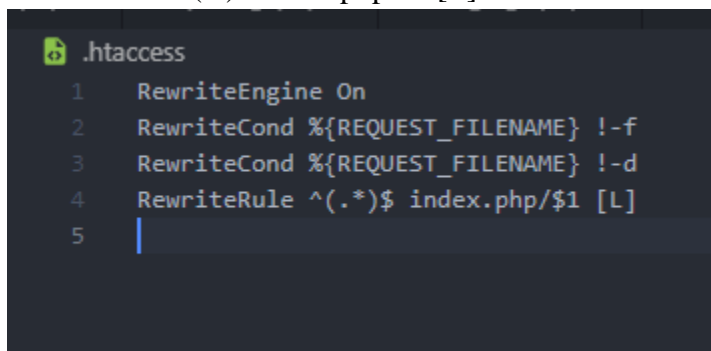 .htaccess
1 RewriteEngine On
2 RewriteCond %{REQUEST_FILENAME} !-f
3 RewriteCond %{REQUEST_FILENAME} !-d
4 RewriteRule ^(.*)$ index.php/$1 [L]
5